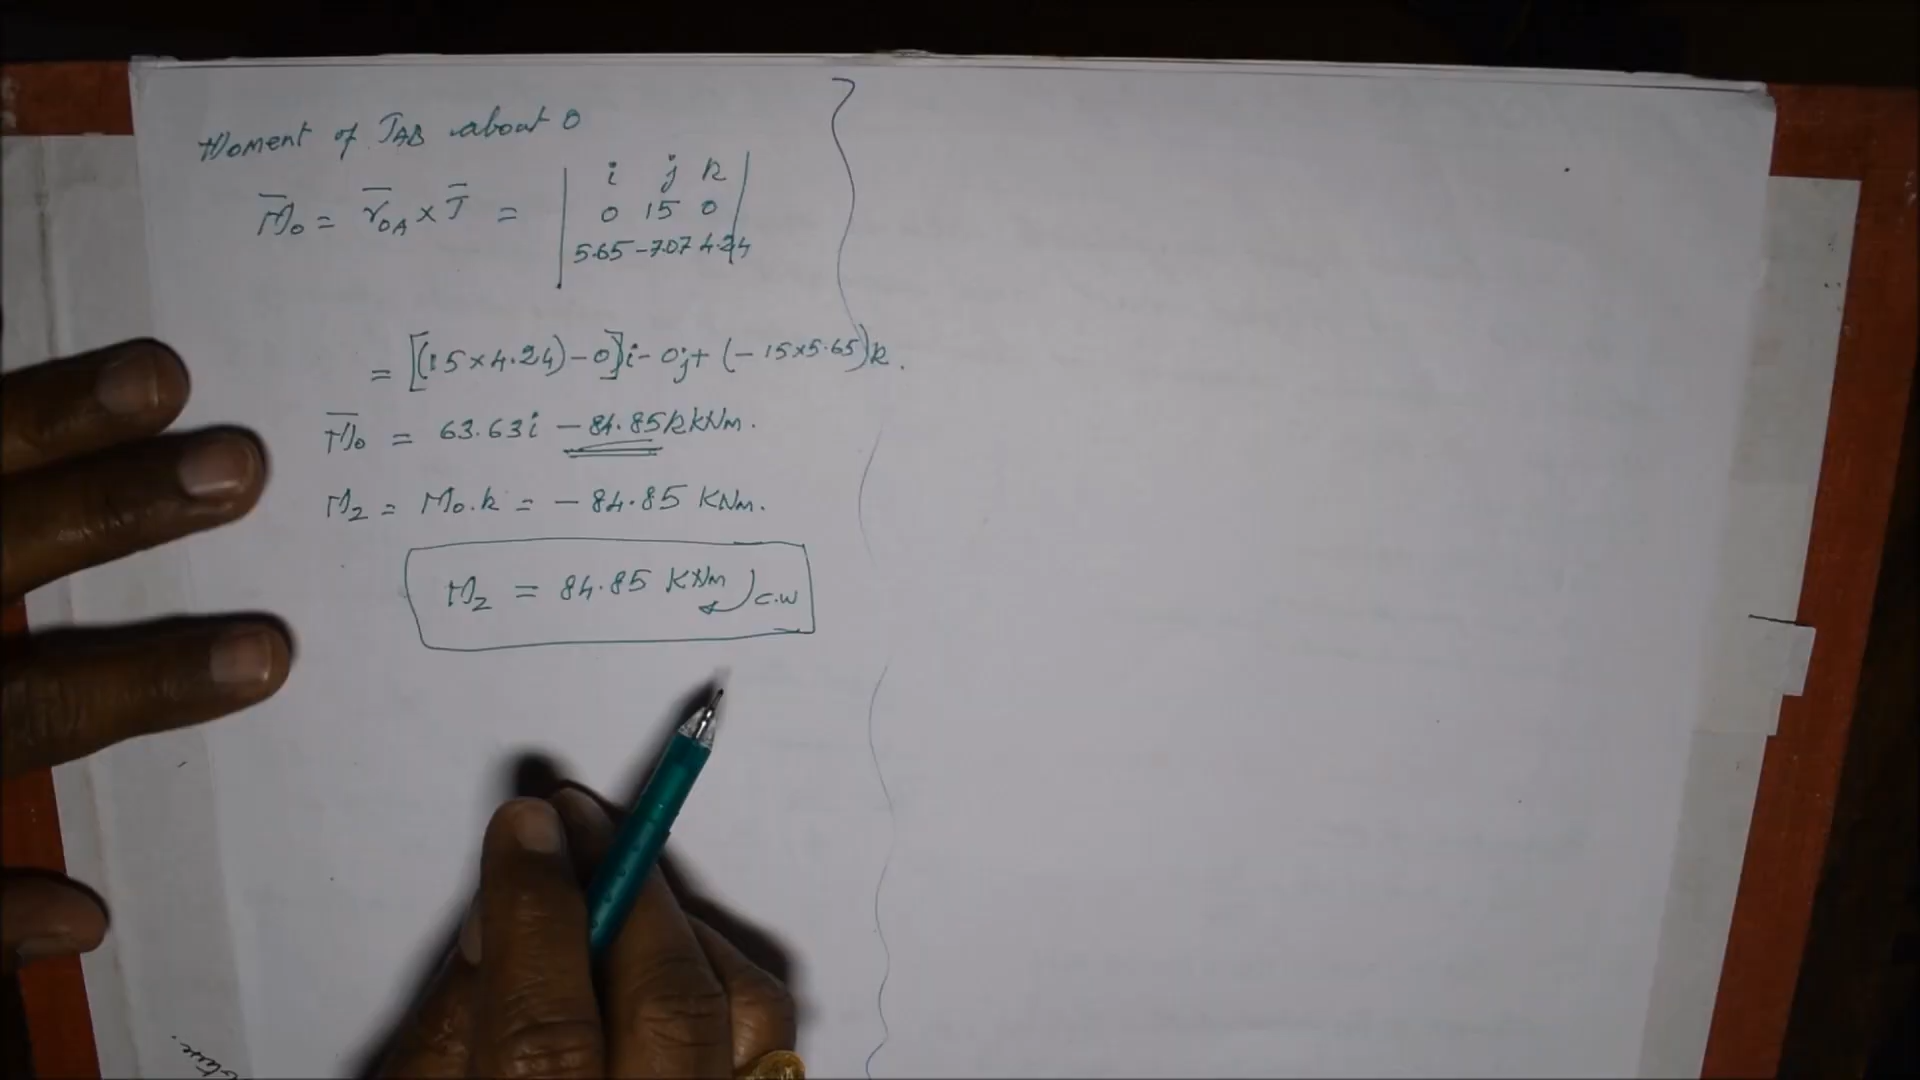 Moment of TAB about O
M̅o = r̅OA × T̅ = | i j k |
0 15 0
5.65 -7.07 4.24
= [(15×4.24)-0]i - 0j + (-15×5.65)k.
M̅o = 63.63i - 84.85k kNm.
Mz = Mo.k = - 84.85 KNm.
Mz = 84.85 KNm C.W